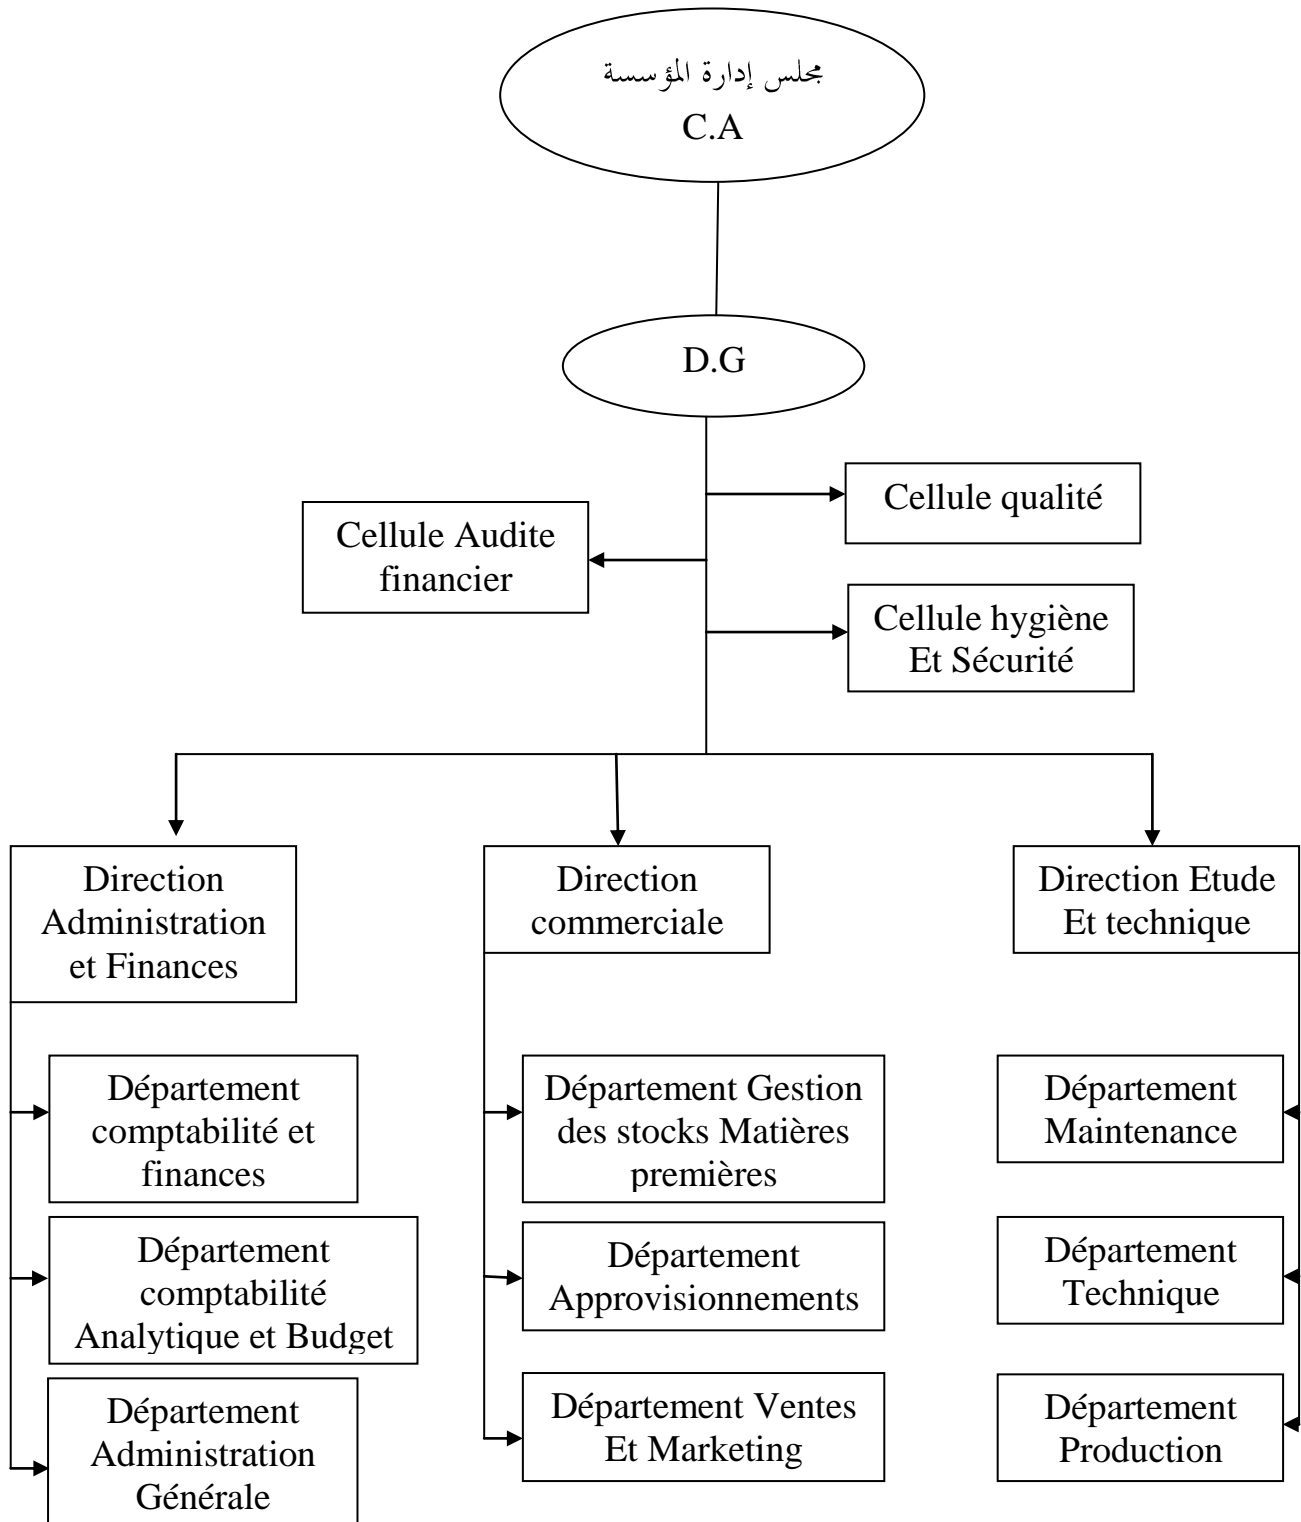 مجلس إدارة المؤسسة
C.A
D.G
Cellule qualité
Cellule Audite
financier
Cellule hygiène
Et Sécurité
Direction
Administration
et Finances
Direction
commerciale
Direction Etude
Et technique
Département
comptabilité et
finances
Département Gestion
des stocks Matières
premières
Département
Maintenance
Département
comptabilité
Analytique et Budget
Département
Approvisionnements
Département
Technique
Département
Administration
Générale
Département Ventes
Et Marketing
Département
Production